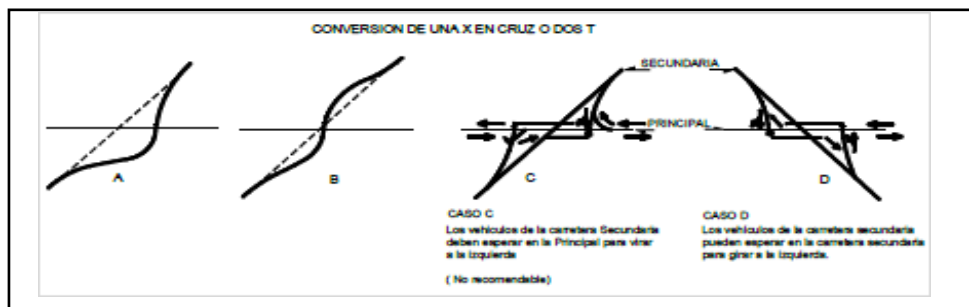 CONVERSION DE UNA X EN CRUZ O DOS T
SECUNDARIA
PRINCIPAL
A
B
C
D
CASO C
Los vehículos de la carretera Secundaria
deben esperar en la Principal para virar
a la izquierda
( No recomendable)
CASO D
Los vehículos de la carretera secundaria
pueden esperar en la carretera secundaria
para girar a la izquierda.